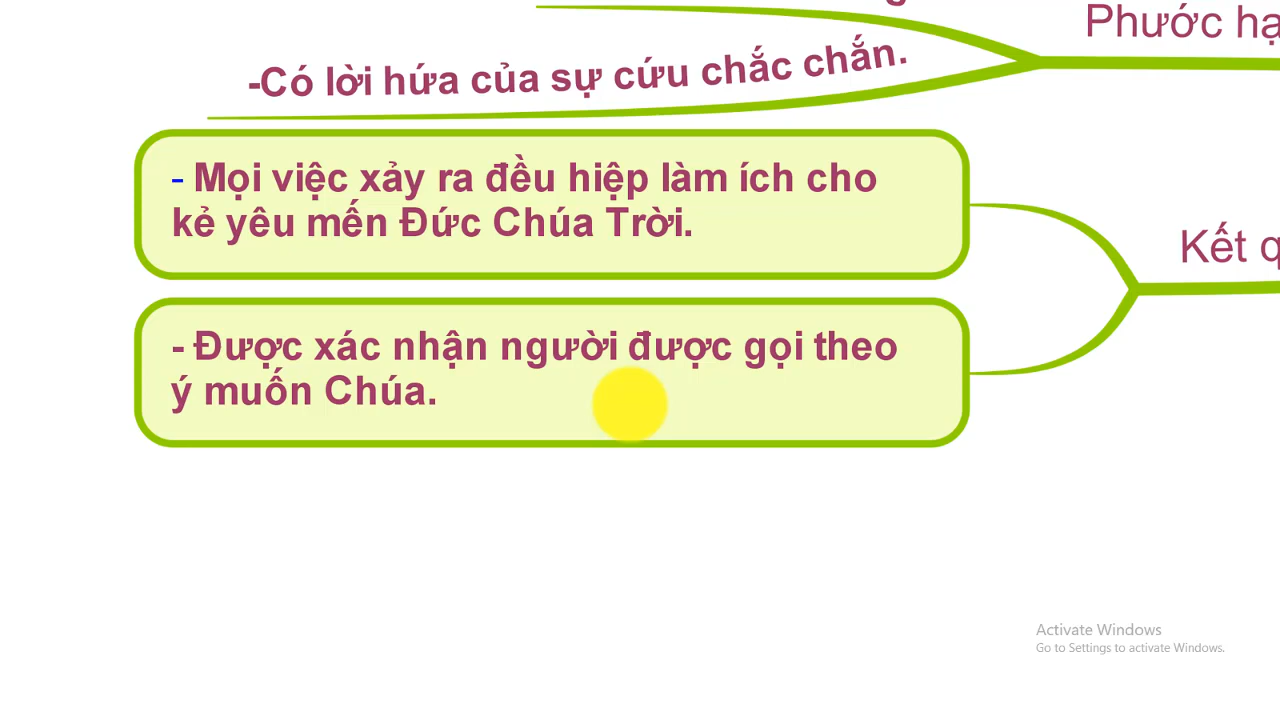 Phước
-Có lời hứa của sự cứu chắc chắn.
- Mọi việc xảy ra đều hiệp làm ích cho
kẻ yêu mến Đức Chúa Trời.
Kết
- Được xác nhận người được gọi theo
ý muốn Chúa.
Activate Windows
Go to Settings to activate Windows.